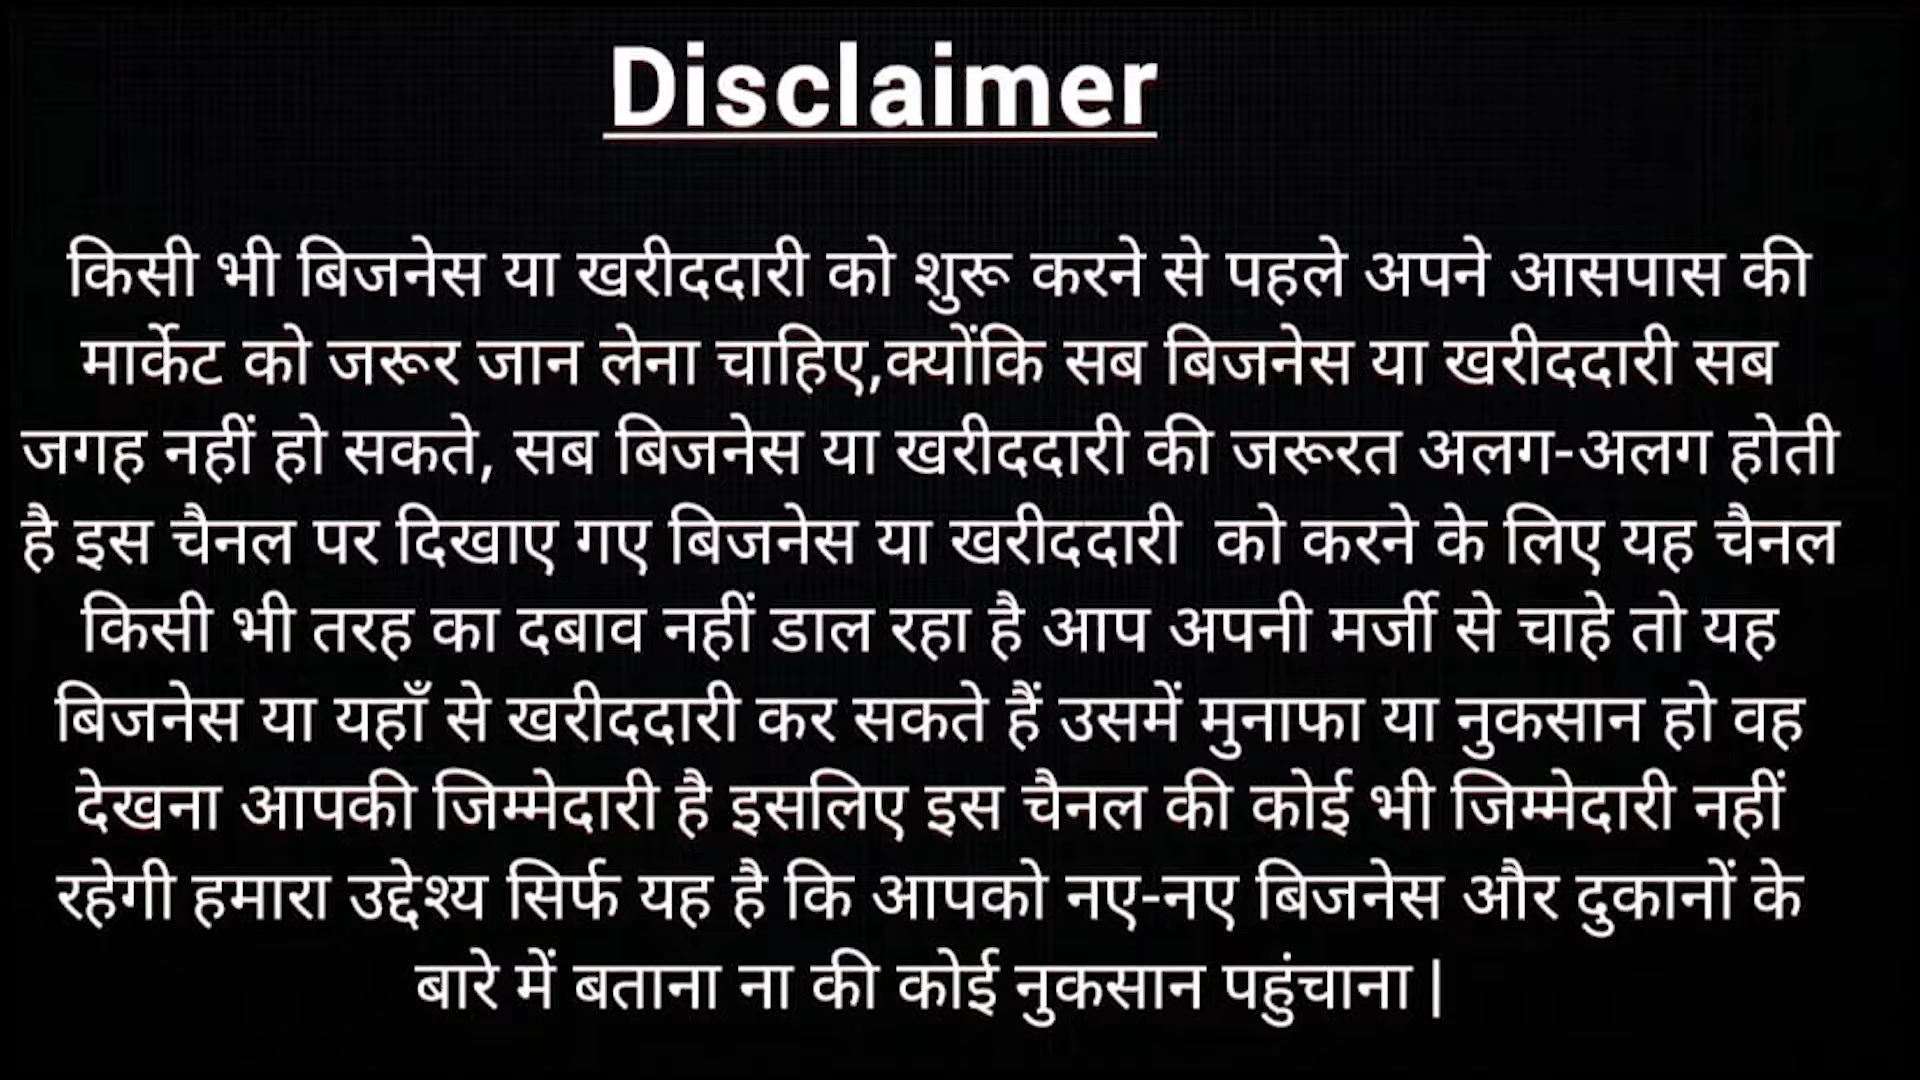 Disclaimer
किसी भी बिजनेस या खरीददारी को शुरू करने से पहले अपने आसपास की
मार्केट को जरूर जान लेना चाहिए,क्योंकि सब बिजनेस या खरीददारी सब
जगह नहीं हो सकते, सब बिजनेस या खरीददारी की जरूरत अलग-अलग होती
है इस चैनल पर दिखाए गए बिजनेस या खरीददारी को करने के लिए यह चैनल
किसी भी तरह का दबाव नहीं डाल रहा है आप अपनी मर्जी से चाहे तो यह
बिजनेस या यहाँ से खरीददारी कर सकते हैं उसमें मुनाफा या नुकसान हो वह
देखना आपकी जिम्मेदारी है इसलिए इस चैनल की कोई भी जिम्मेदारी नहीं
रहेगी हमारा उद्देश्य सिर्फ यह है कि आपको नए-नए बिजनेस और दुकानों के
बारे में बताना ना की कोई नुकसान पहुंचाना |